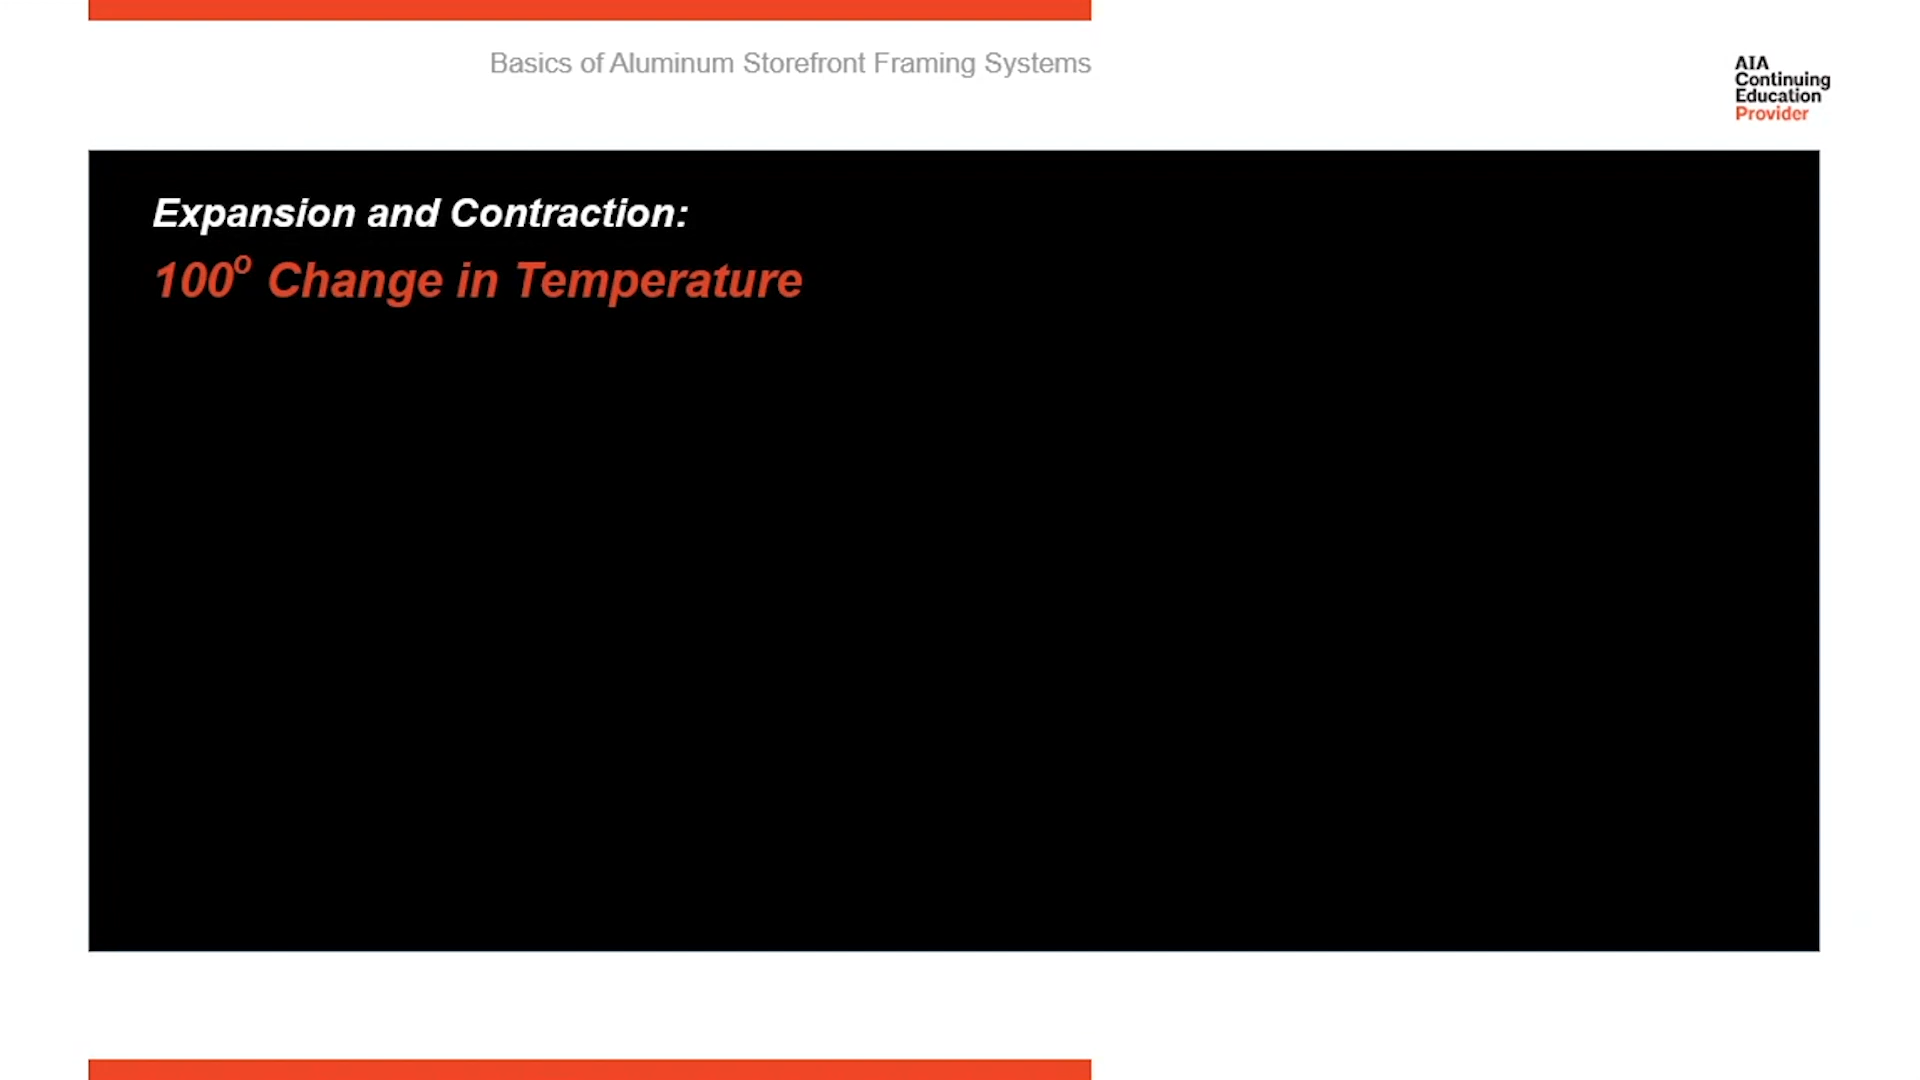 Basics of Aluminum Storefront Framing Systems
AIA
Continuing
Education
Provider
Expansion and Contraction:
100º Change in Temperature